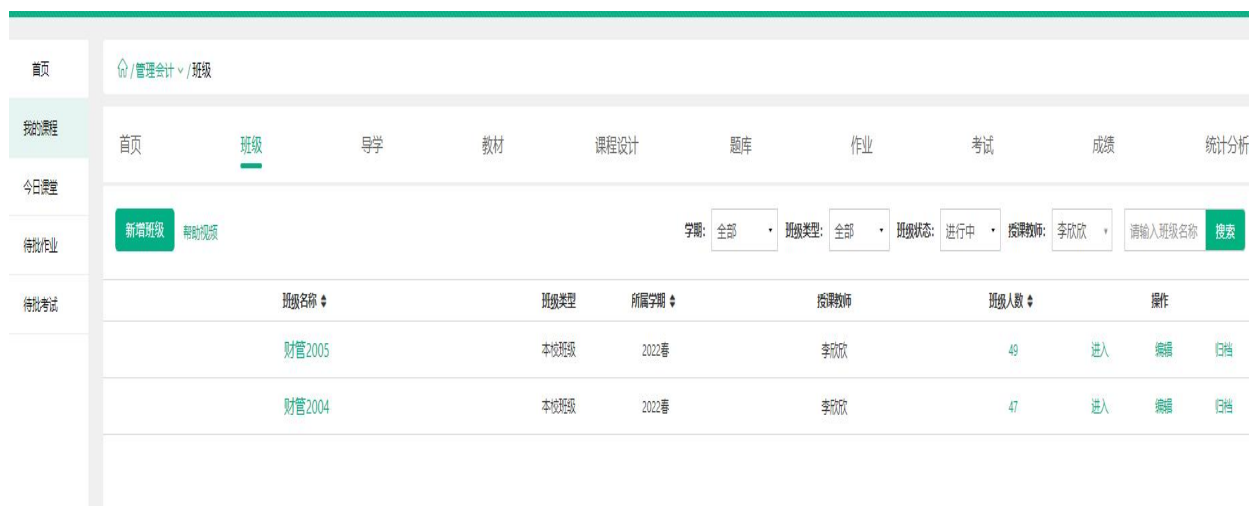 首页
我的课程
今日课堂
待批作业
待批考试
/管理会计 /班级
首页 班级 导学 教材 课程设计 题库 作业 考试 成绩 统计分析
新增班级 帮助视频 学期: 全部 班级类型: 全部 班级状态: 进行中 授课教师: 李欣欣 请输入班级名称 搜索
班级名称 班级类型 所属学期 授课教师 班级人数 操作
财管2005 本校班级 2022春 李欣欣 49 进入 编辑 归档
财管2004 本校班级 2022春 李欣欣 47 进入 编辑 归档